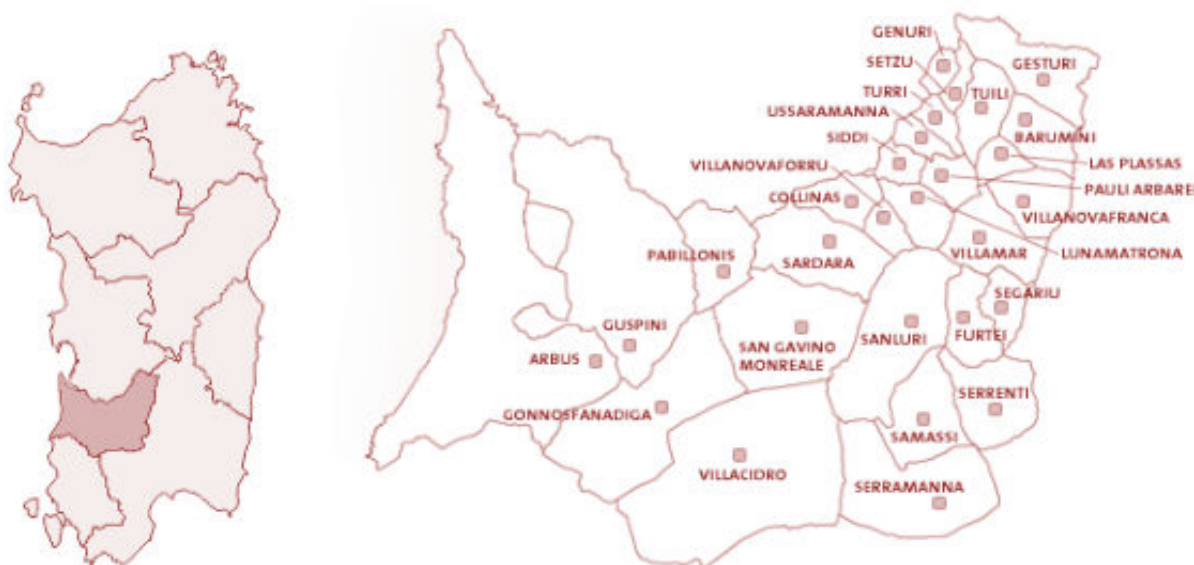 GENURI
SETZU
GESTURI
TURRI
TUILI
USSARAMANNA
SIDDI
BARUMINI
VILLANOVAFORRU
LAS PLASSAS
PAULI ARBAREI
COLLINAS
VILLANOVAFRANCA
PABILLONIS
SARDARA
VILLAMAR
LUNAMATRONA
SEGARIU
GUSPINI
SAN GAVINO
MONREALE
SANLURI
FURTEI
ARBUS
SERRENTI
GONNOSFANADIGA
SAMASSI
VILLACIDRO
SERRAMANNA